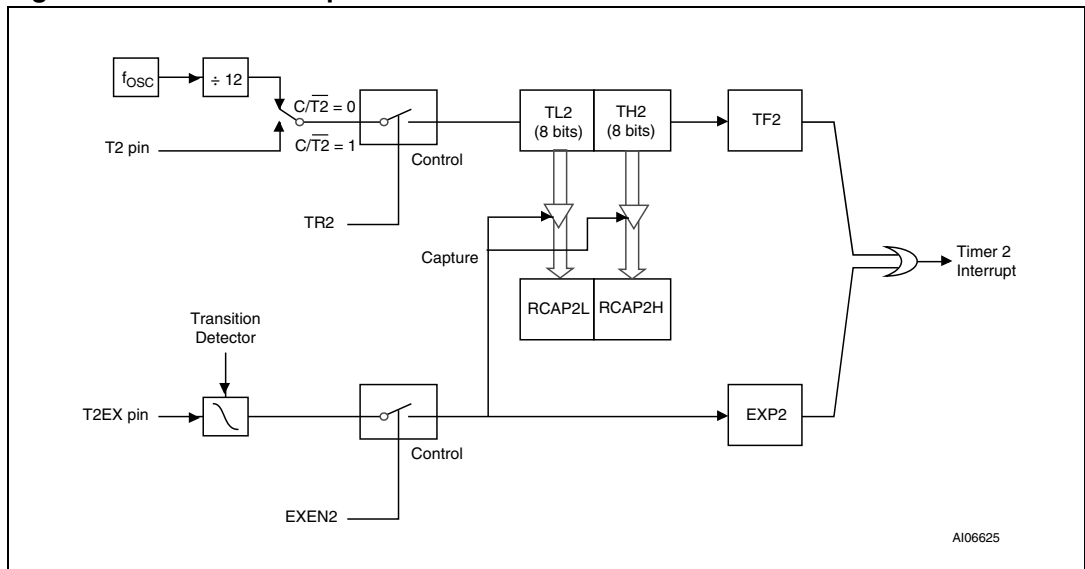 fOSC
÷ 12
C/T2 = 0
C/T2 = 1
T2 pin
Control
TR2
TL2
(8 bits)
TH2
(8 bits)
TF2
Capture
RCAP2L
RCAP2H
Timer 2
Interrupt
Transition
Detector
T2EX pin
Control
EXP2
EXEN2
AI06625